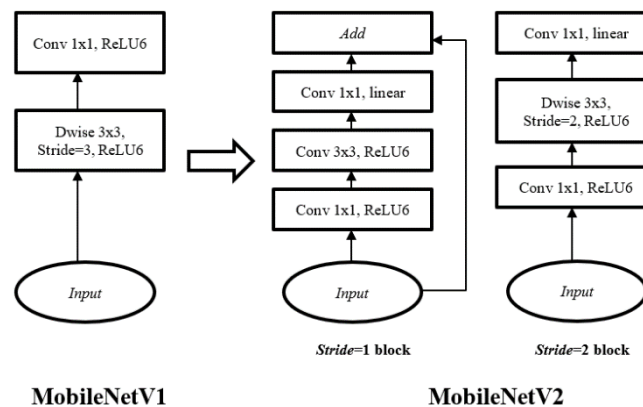 Conv 1x1, ReLU6
Dwise 3x3,
Stride=3, ReLU6
Input
MobileNetV1
Add
Conv 1x1, linear
Conv 3x3, ReLU6
Conv 1x1, ReLU6
Input
Stride=1 block
Conv 1x1, linear
Dwise 3x3,
Stride=2, ReLU6
Conv 1x1, ReLU6
Input
Stride=2 block
MobileNetV2